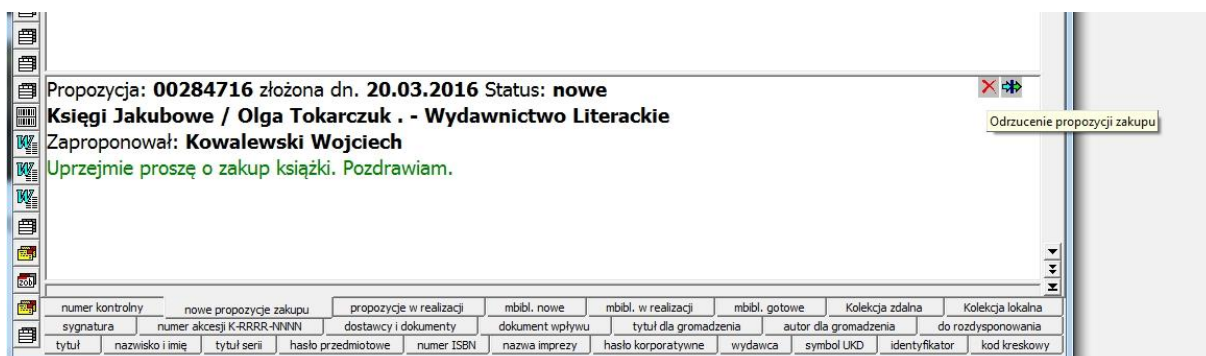 Propozycja: 00284716 złożona dn. 20.03.2016 Status: nowe
Księgi Jakubowe / Olga Tokarczuk . - Wydawnictwo Literackie
Odrzucenie propozycji zakupu
Zaproponował: Kowalewski Wojciech
Uprzejmie proszę o zakup książki. Pozdrawiam.
numer kontrolny nowe propozycje zakupu propozycje w realizacji mbibl. nowe mbibl. w realizacji mbibl. gotowe Kolekcja zdalna Kolekcja lokalna
sygnatura numer akcesji K-RRRR-NNNN dostawcy i dokumenty dokument wpływu tytuł dla gromadzenia autor dla gromadzenia do rozdysponowania
tytuł nazwisko i imię tytuł serii hasło przedmiotowe numer ISBN nazwa imprezy hasło korporatywne wydawca symbol UKD identyfikator kod kreskowy